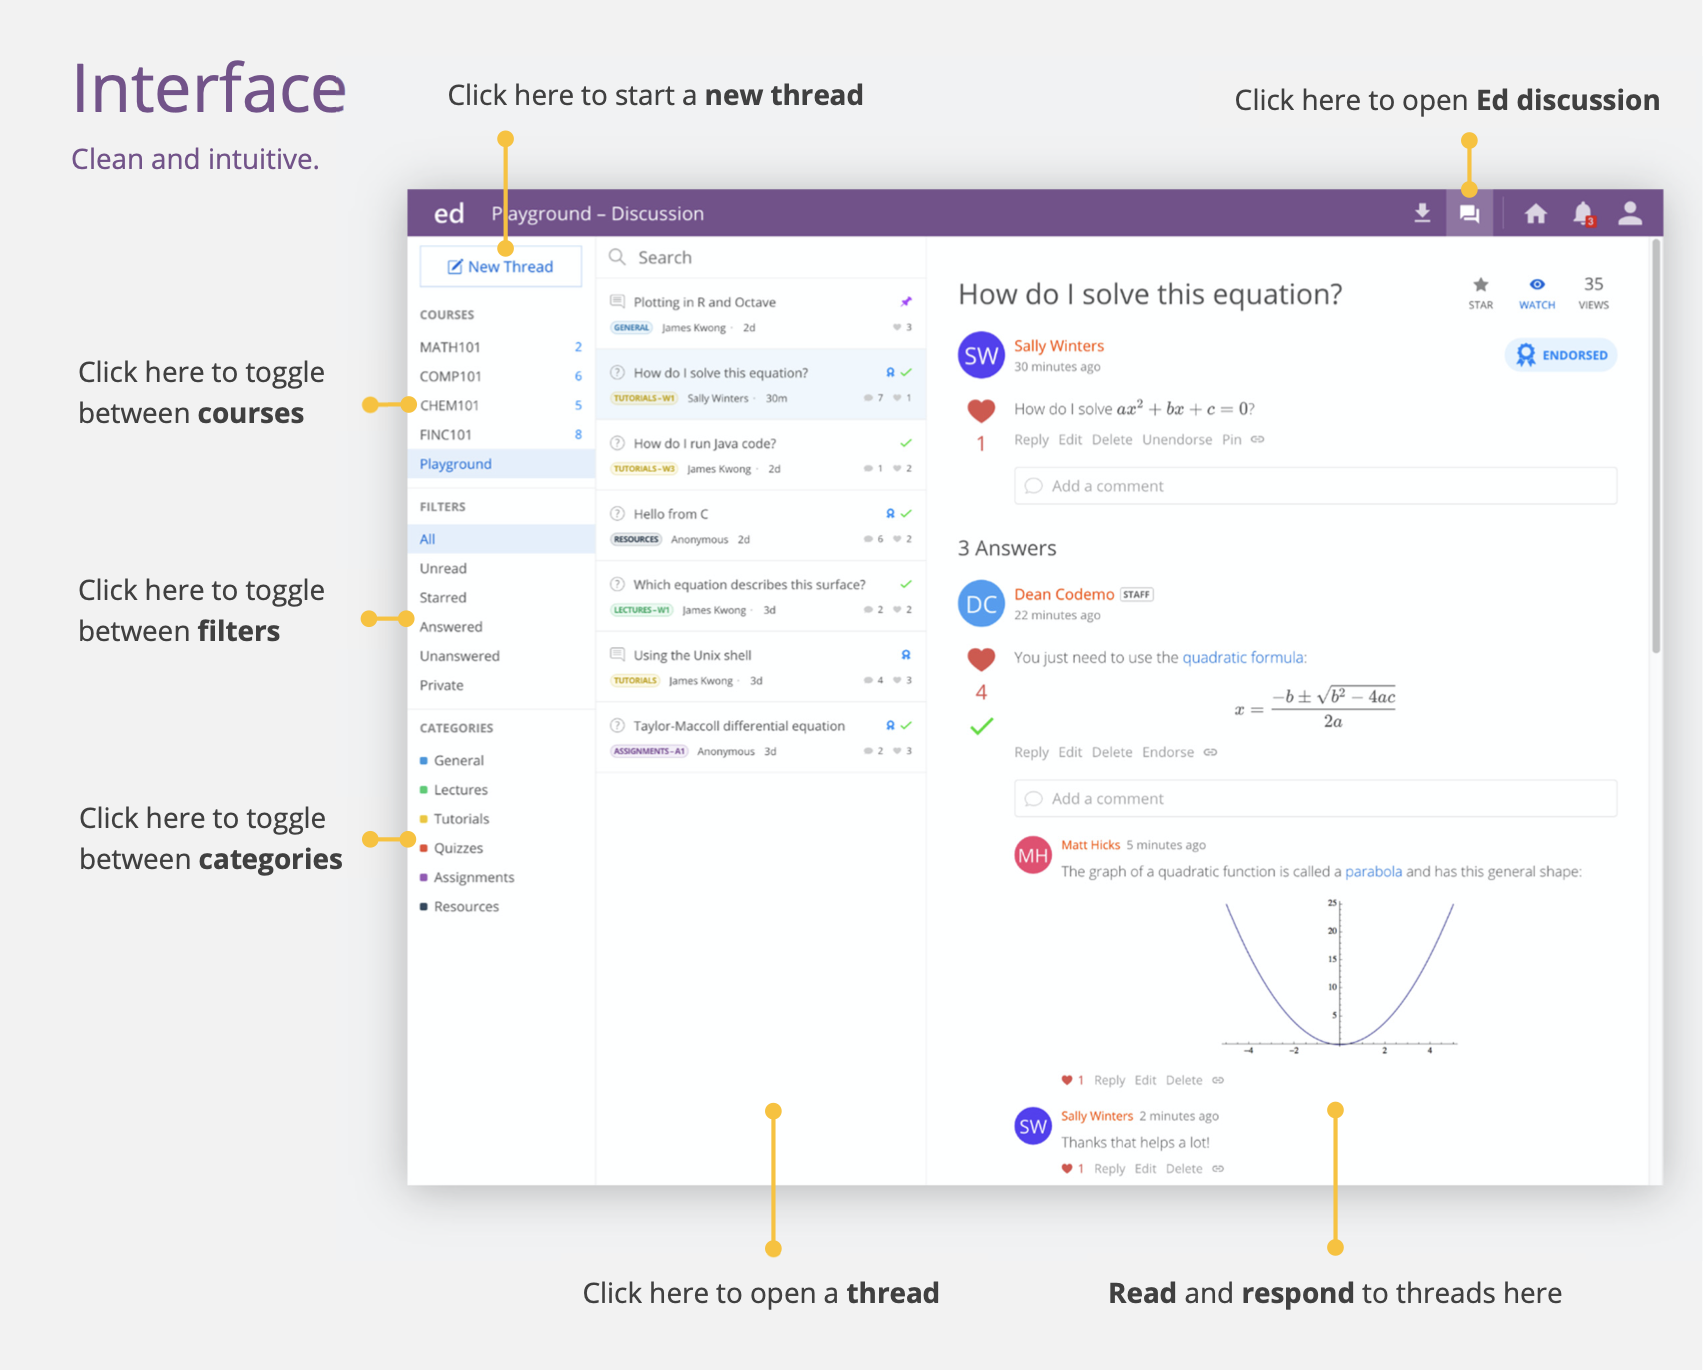 Interface
Clean and intuitive.
Click here to start a new thread
Click here to open Ed discussion
ed Playground – Discussion
3
New Thread
COURSES
MATH101 2
COMP101 6
CHEM101 5
FINC101 8
Playground
FILTERS
All
Unread
Starred
Answered
Unanswered
Private
CATEGORIES
General
Lectures
Tutorials
Quizzes
Assignments
Resources
Click here to toggle
between courses
Click here to toggle
between filters
Click here to toggle
between categories
Search
Plotting in R and Octave
GENERAL James Kwong · 2d 3
How do I solve this equation?
TUTORIALS – W1 Sally Winters · 30m 7 1
How do I run Java code?
TUTORIALS – W3 James Kwong · 2d 1 2
Hello from C
RESOURCES Anonymous 2d 6 2
Which equation describes this surface?
LECTURES – W1 James Kwong · 3d 2 2
Using the Unix shell
TUTORIALS James Kwong · 3d 4 3
Taylor-Maccoll differential equation
ASSIGNMENTS - A1 Anonymous 3d 2 3
How do I solve this equation?
STAR WATCH 35 VIEWS
SW Sally Winters
30 minutes ago
ENDORSED
How do I solve ax² + bx + c = 0?
1
Reply Edit Delete Unendorse Pin
Add a comment
3 Answers
DC Dean Codemo STAFF
22 minutes ago
You just need to use the quadratic formula:
4
x = (−b ± √(b² − 4ac)) / 2a
Reply Edit Delete Endorse
Add a comment
MH Matt Hicks 5 minutes ago
The graph of a quadratic function is called a parabola and has this general shape:
25
20
15
10
5
−4 −2 2 4
1 Reply Edit Delete
SW Sally Winters 2 minutes ago
Thanks that helps a lot!
1 Reply Edit Delete
Click here to open a thread
Read and respond to threads here